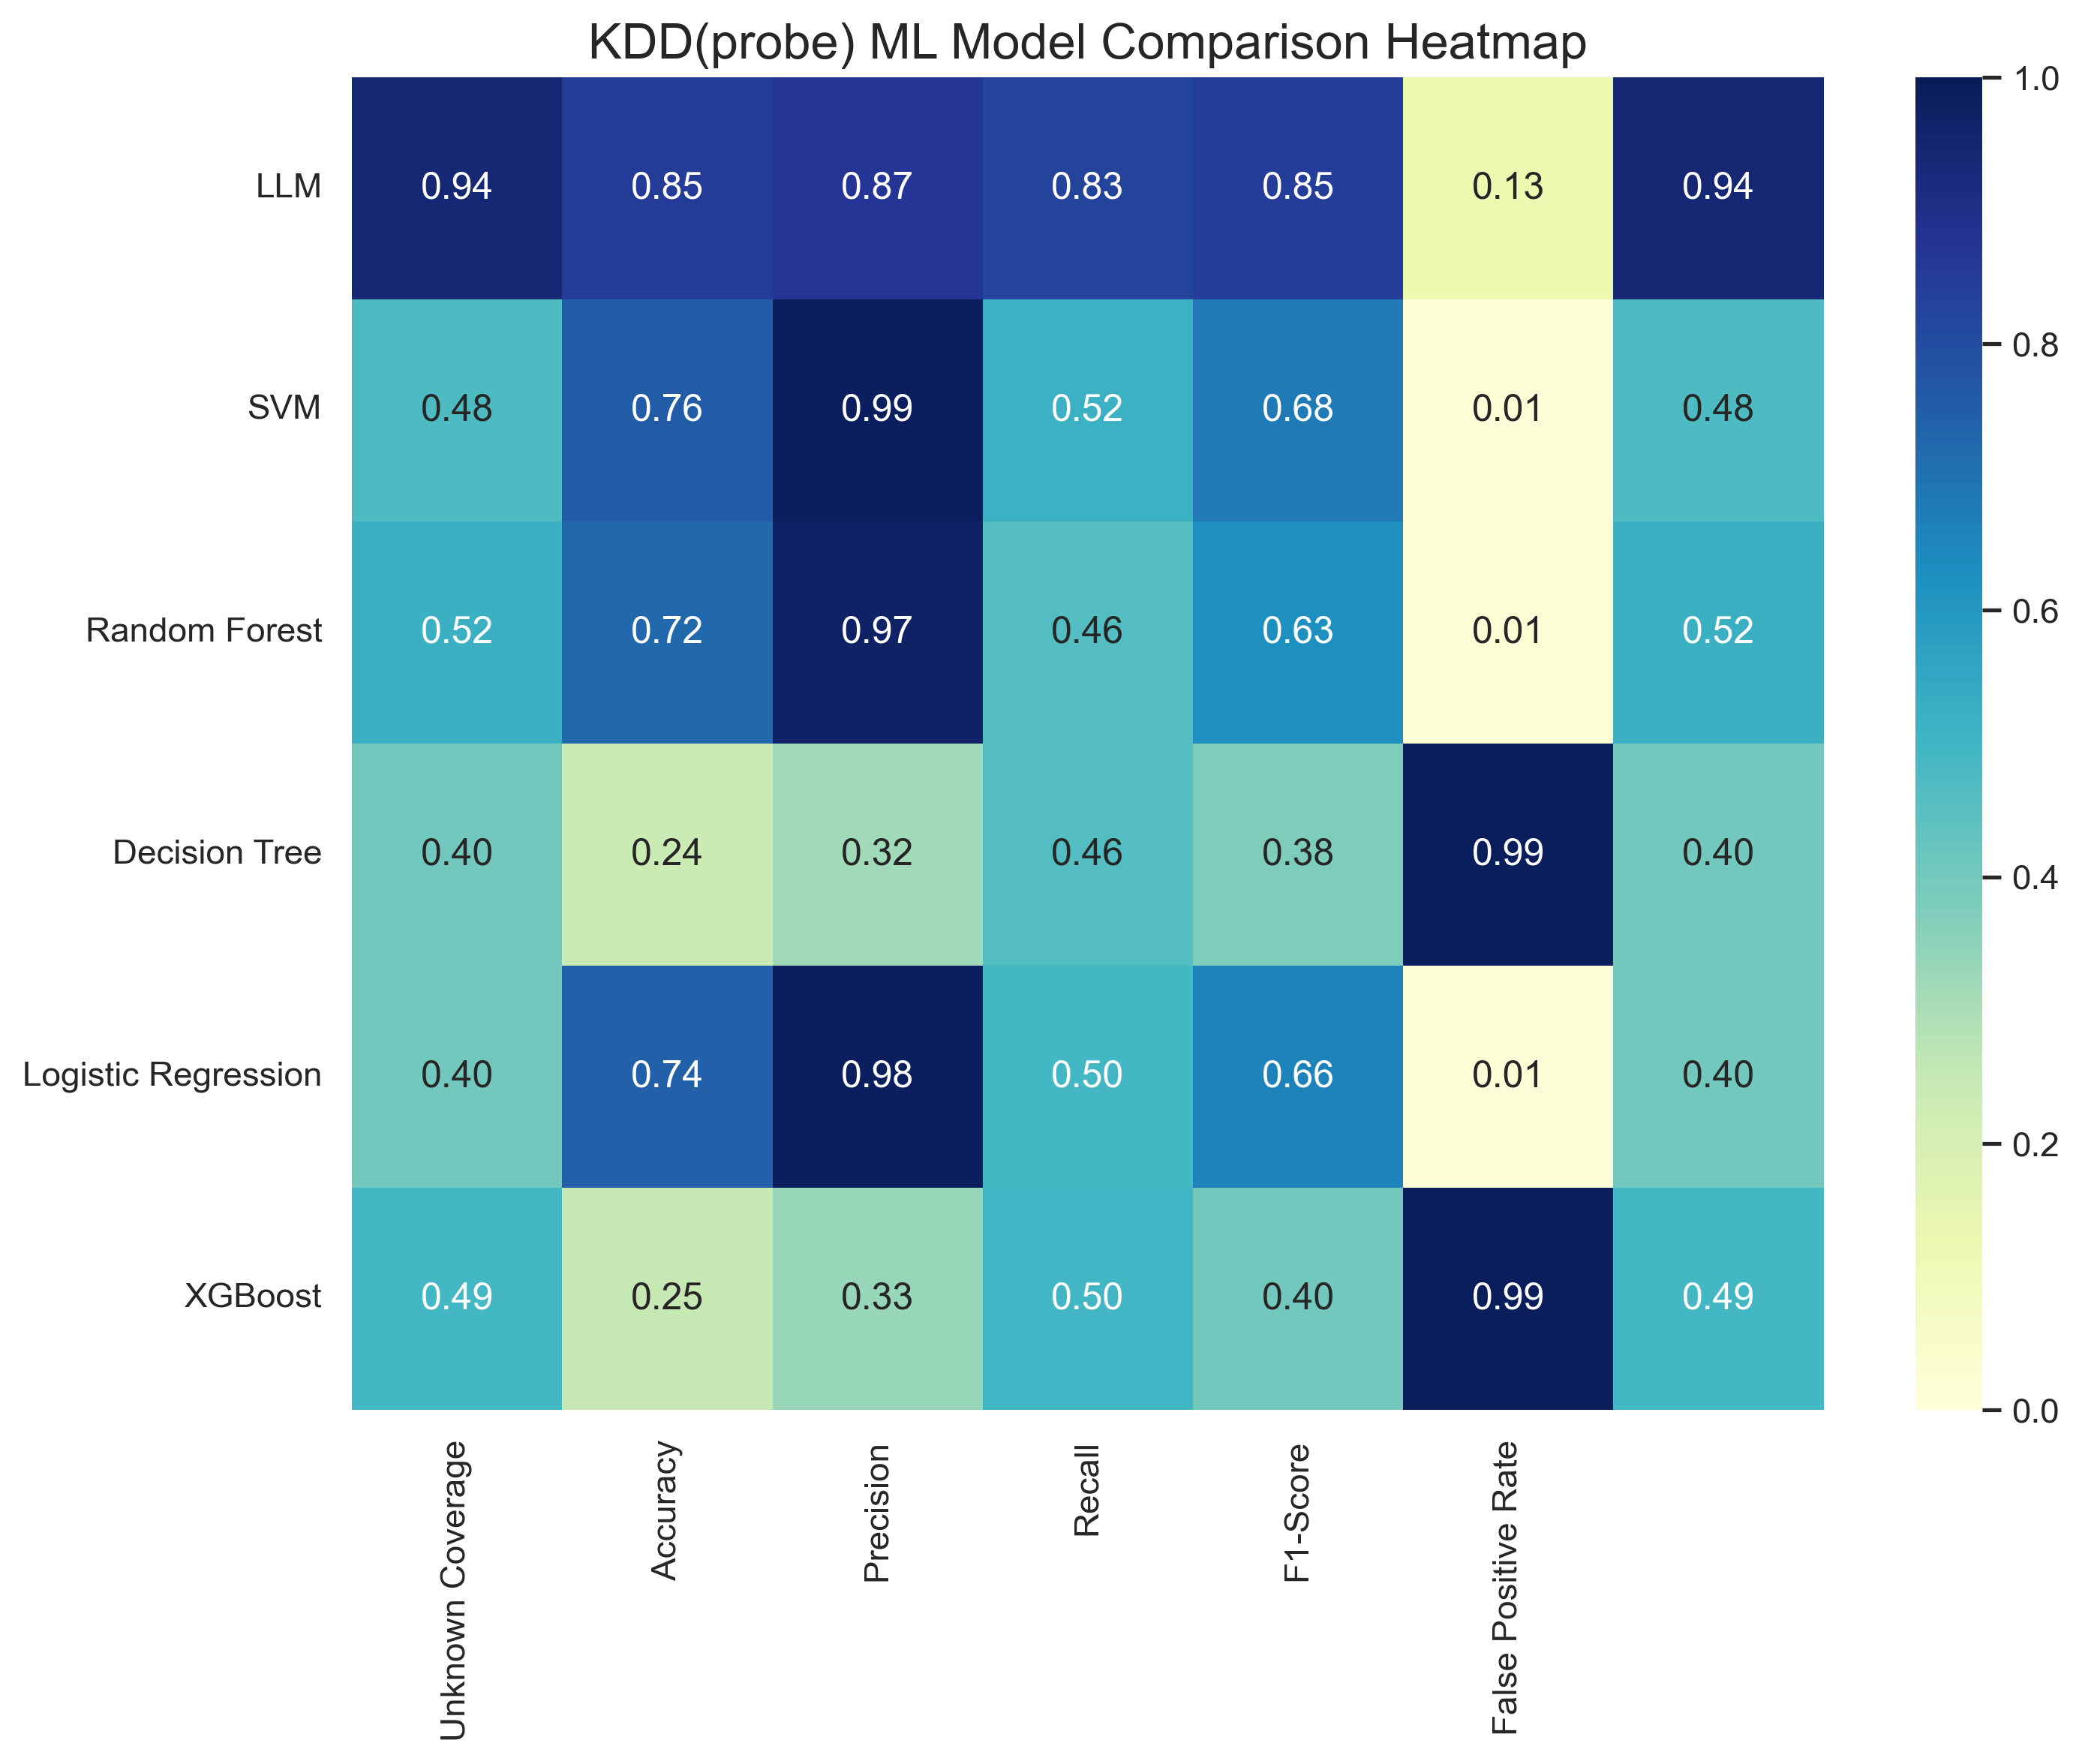 KDD(probe) ML Model Comparison Heatmap
LLM 0.94 0.85 0.87 0.83 0.85 0.13 0.94
SVM 0.48 0.76 0.99 0.52 0.68 0.01 0.48
Random Forest 0.52 0.72 0.97 0.46 0.63 0.01 0.52
Decision Tree 0.40 0.24 0.32 0.46 0.38 0.99 0.40
Logistic Regression 0.40 0.74 0.98 0.50 0.66 0.01 0.40
XGBoost 0.49 0.25 0.33 0.50 0.40 0.99 0.49
Unknown Coverage
Accuracy
Precision
Recall
F1-Score
False Positive Rate
1.0
0.8
0.6
0.4
0.2
0.0